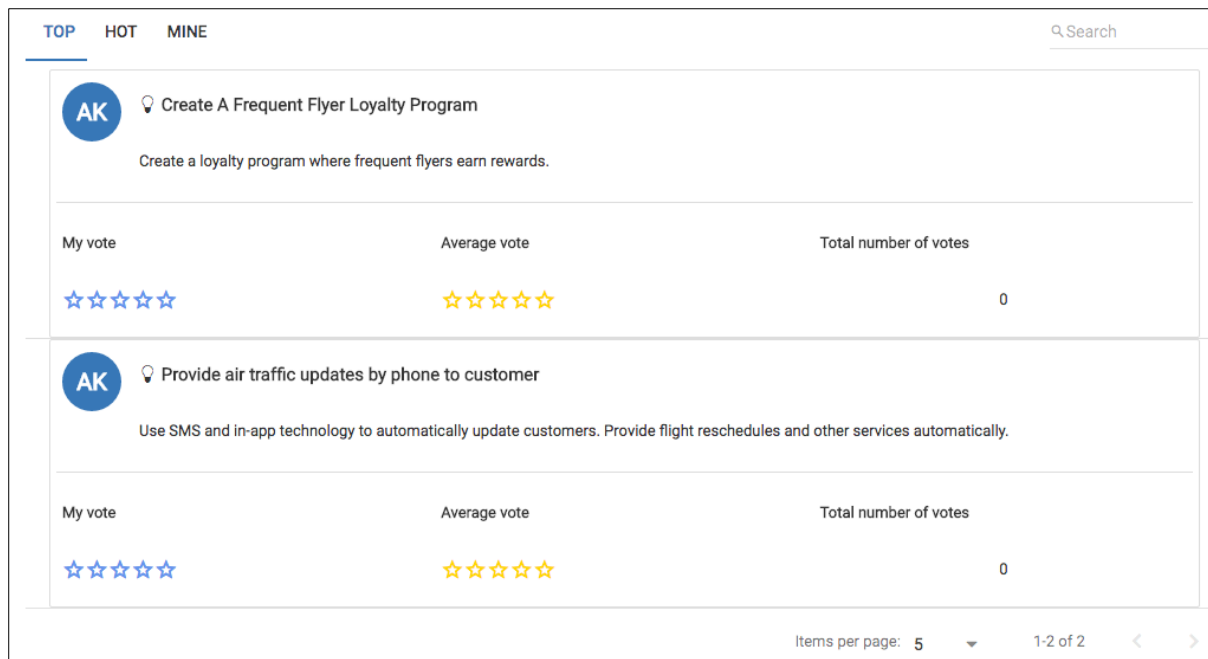 TOP HOT MINE Search
AK Create A Frequent Flyer Loyalty Program
Create a loyalty program where frequent flyers earn rewards.
My vote Average vote Total number of votes
0
AK Provide air traffic updates by phone to customer
Use SMS and in-app technology to automatically update customers. Provide flight reschedules and other services automatically.
My vote Average vote Total number of votes
0
Items per page: 5 1-2 of 2